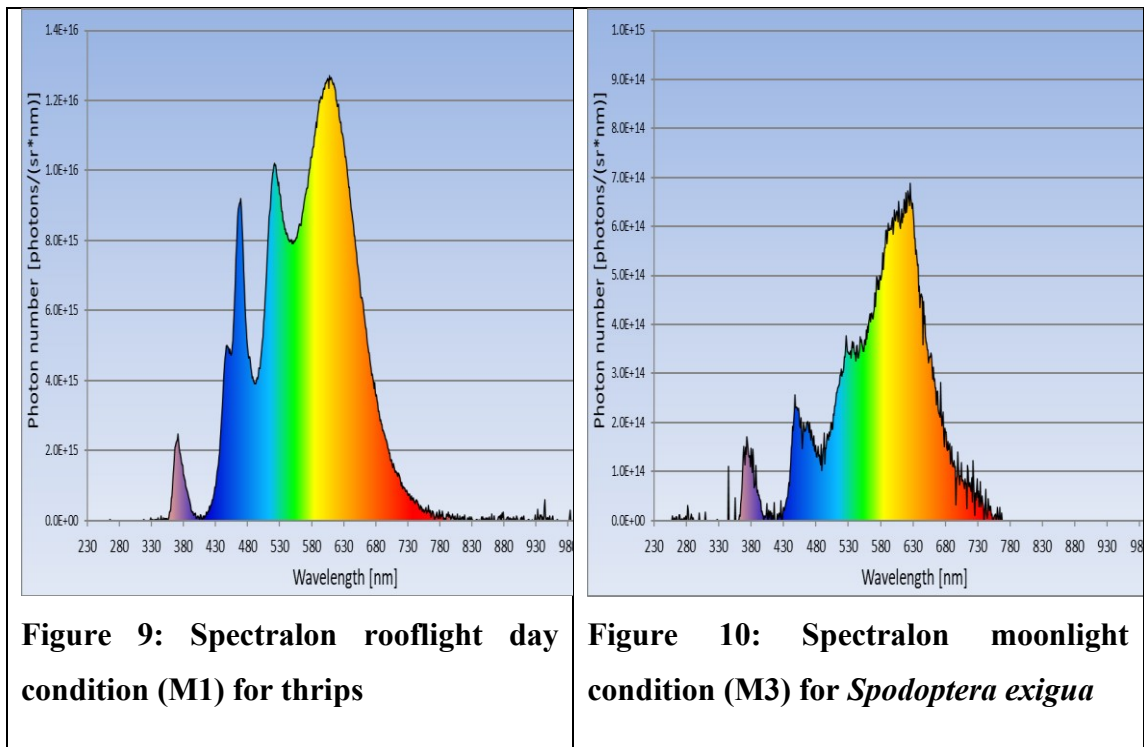 1.4E+16
1.2E+16
1.0E+16
8.0E+15
6.0E+15
4.0E+15
2.0E+15
0.0E+00
Photon number [photons/(sr*nm)]
230 280 330 380 430 480 530 580 630 680 730 780 830 880 930 980
Wavelength [nm]
Figure 9: Spectralon rooflight day
condition (M1) for thrips
1.0E+15
9.0E+14
8.0E+14
7.0E+14
6.0E+14
5.0E+14
4.0E+14
3.0E+14
2.0E+14
1.0E+14
0.0E+00
Photon number [photons/(sr*nm)]
230 280 330 380 430 480 530 580 630 680 730 780 830 880 930 98
Wavelength [nm]
Figure 10: Spectralon moonlight
condition (M3) for Spodoptera exigua